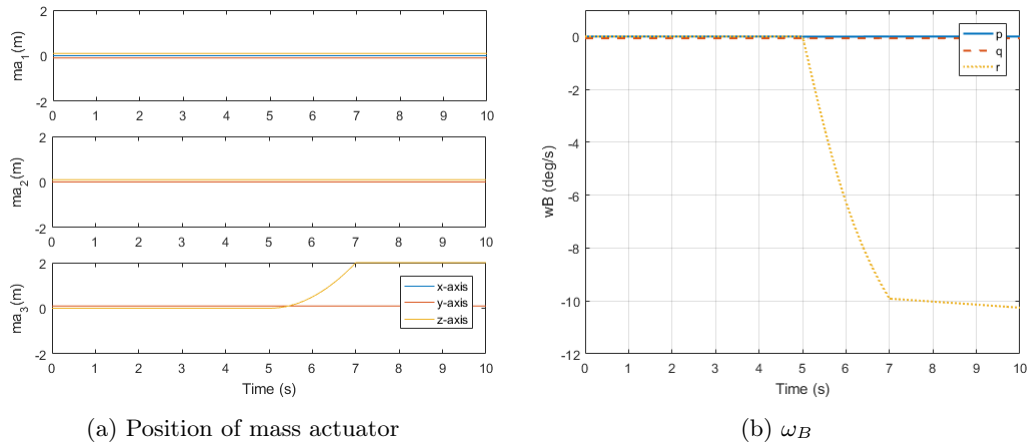 2
0
-2
ma1(m)
0 1 2 3 4 5 6 7 8 9 10
2
0
-2
ma2(m)
0 1 2 3 4 5 6 7 8 9 10
2
0
-2
ma3(m)
x-axis
y-axis
z-axis
0 1 2 3 4 5 6 7 8 9 10
Time (s)
(a) Position of mass actuator
0
-2
-4
-6
-8
-10
-12
wB (deg/s)
p
q
r
0 1 2 3 4 5 6 7 8 9 10
Time (s)
(b) ωB